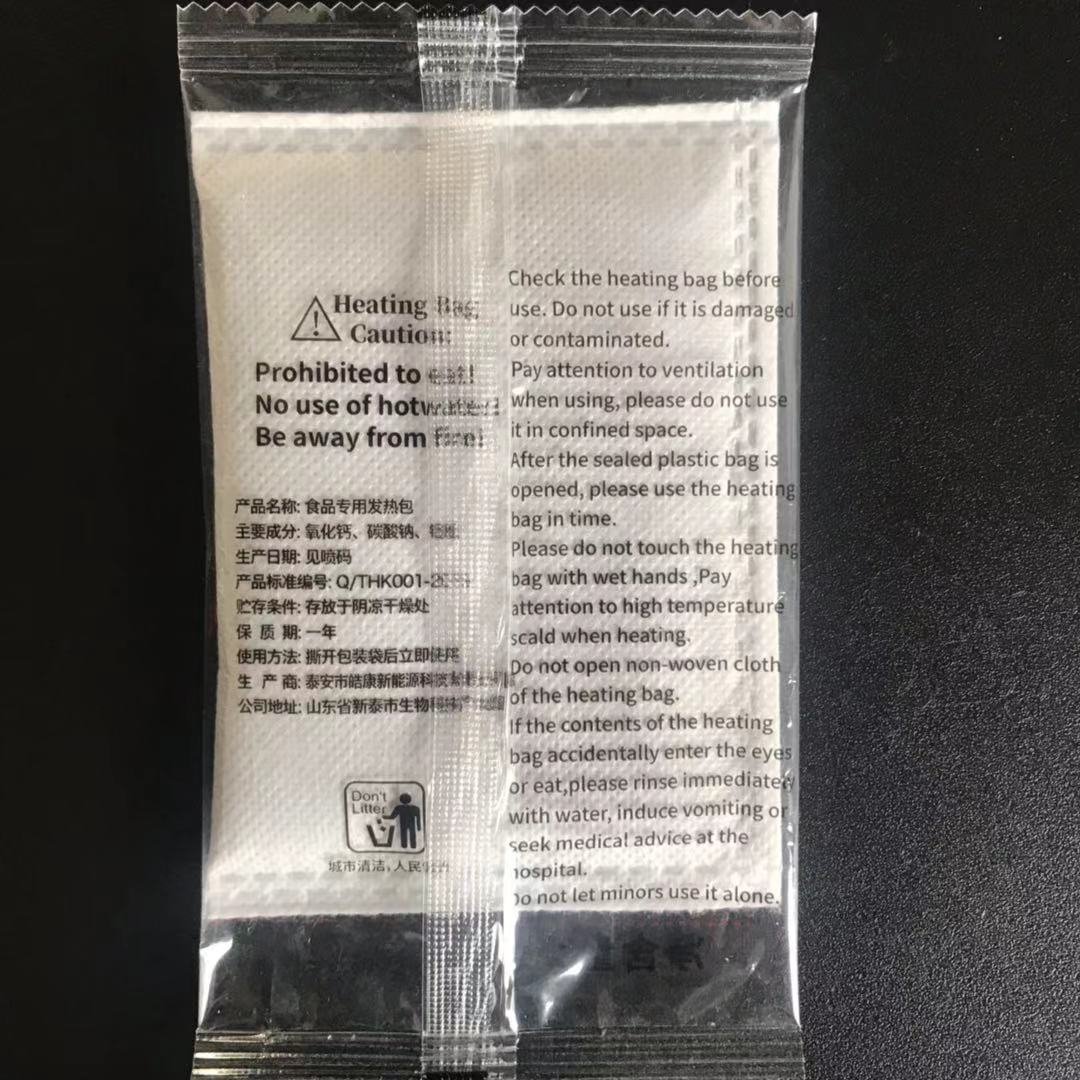 Heating Bag
Caution:
Prohibited to eat!
No use of hotwater!
Be away from fire!
产品名称: 食品专用发热包
主要成分: 氧化钙、碳酸钠、
生产日期: 见喷码
产品标准编号: Q/THK001-
贮存条件: 存放于阴凉干燥处
保 质 期: 一年
使用方法: 撕开包装袋后立即使用
生 产 商: 泰安市皓康新能源科技
公司地址: 山东省新泰市生物
Don't
Litter
城市清洁,人民
Check the heating bag before
use. Do not use if it is damaged
or contaminated.
Pay attention to ventilation
when using, please do not use
it in confined space.
After the sealed plastic bag is
opened, please use the heating
bag in time.
Please do not touch the heating
bag with wet hands ,Pay
attention to high temperature
scald when heating.
Do not open non-woven cloth
of the heating bag.
If the contents of the heating
bag accidentally enter the eyes
or eat,please rinse immediately
with water, induce vomiting or
seek medical advice at the
hospital.
Do not let minors use it alone.
净含量